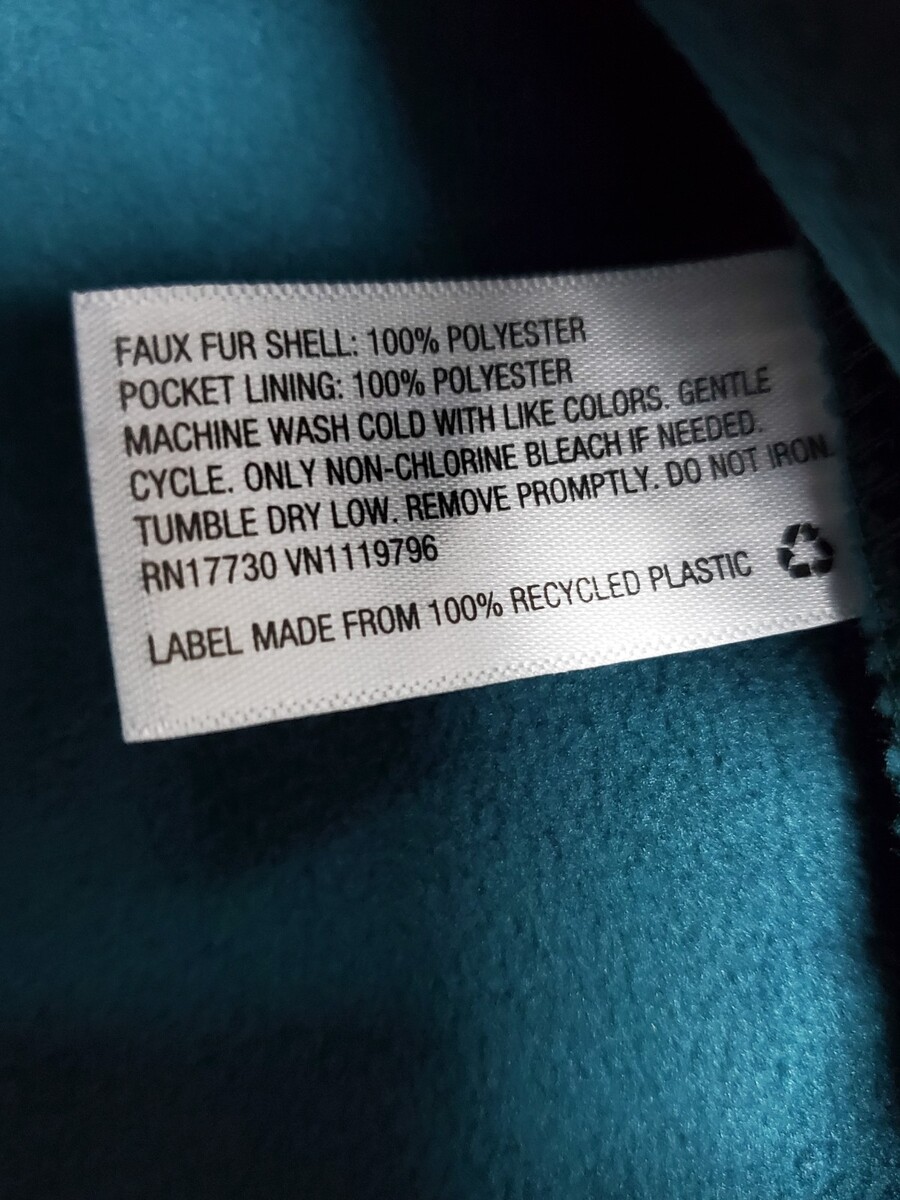 FAUX FUR SHELL: 100% POLYESTER
POCKET LINING: 100% POLYESTER
MACHINE WASH COLD WITH LIKE COLORS. GENTLE
CYCLE. ONLY NON-CHLORINE BLEACH IF NEEDED.
TUMBLE DRY LOW. REMOVE PROMPTLY. DO NOT IRON.
RN17730 VN1119796
LABEL MADE FROM 100% RECYCLED PLASTIC